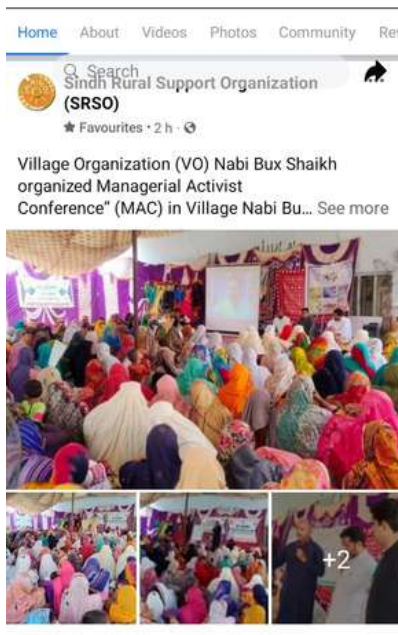 Home About Videos Photos Community Re
Search
Sindh Rural Support Organization
(SRSO)
Favourites · 2 h ·
Village Organization (VO) Nabi Bux Shaikh
organized Managerial Activist
Conference" (MAC) in Village Nabi Bu... See more
+2